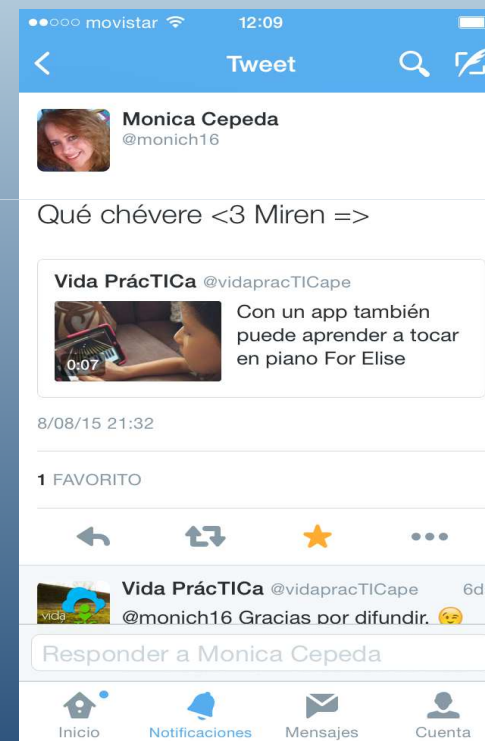 movistar 12:09
Tweet
Monica Cepeda
@monich16
Qué chévere <3 Miren =>
Vida PrácTICa @vidapracTICape
Con un app también
puede aprender a tocar
en piano For Elise
0:07
8/08/15 21:32
1 FAVORITO
Vida PrácTICa @vidapracTICape 6d
@monich16 Gracias por difundir. 😉
vida
Responder a Monica Cepeda
Inicio Notificaciones Mensajes Cuenta